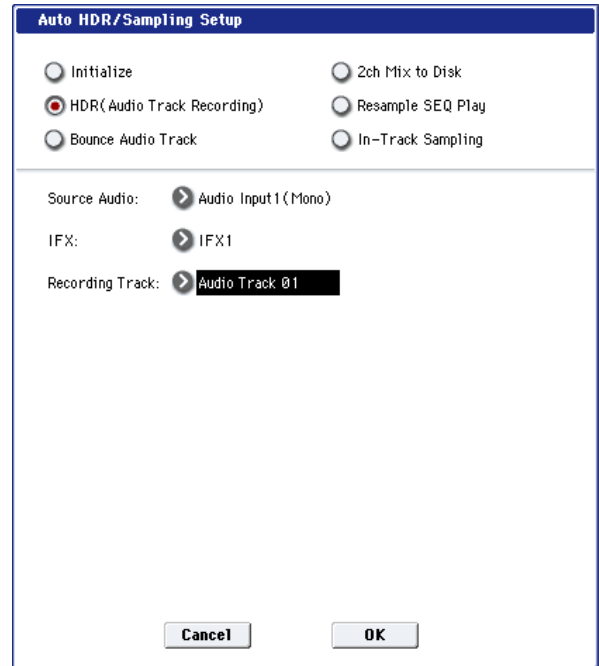 Auto HDR/Sampling Setup
Initialize
2ch Mix to Disk
HDR(Audio Track Recording)
Resample SEQ Play
Bounce Audio Track
In-Track Sampling
Source Audio: Audio Input1(Mono)
IFX: IFX1
Recording Track: Audio Track 01
Cancel OK